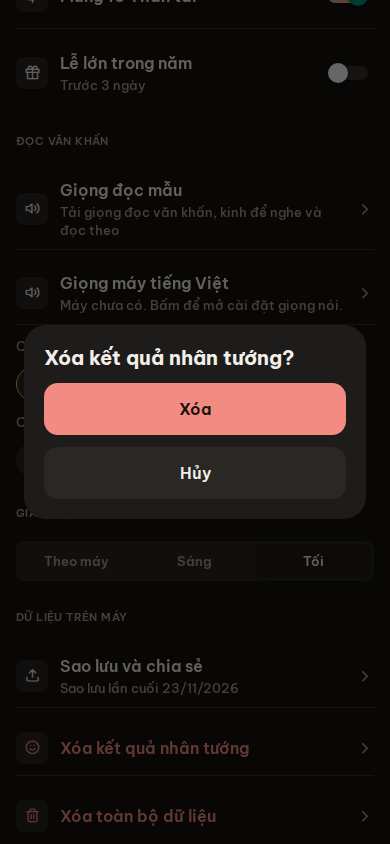 Lễ lớn trong năm
Trước 3 ngày
ĐỌC VĂN KHẤN
Giọng đọc mẫu
Tải giọng đọc văn khấn, kinh để nghe và
đọc theo
Giọng máy tiếng Việt
Máy chưa có. Bấm để mở cài đặt giọng nói.
Xóa kết quả nhân tướng?
Xóa
Hủy
Theo máy
Sáng
Tối
DỮ LIỆU TRÊN MÁY
Sao lưu và chia sẻ
Sao lưu lần cuối 23/11/2026
Xóa kết quả nhân tướng
Xóa toàn bộ dữ liệu